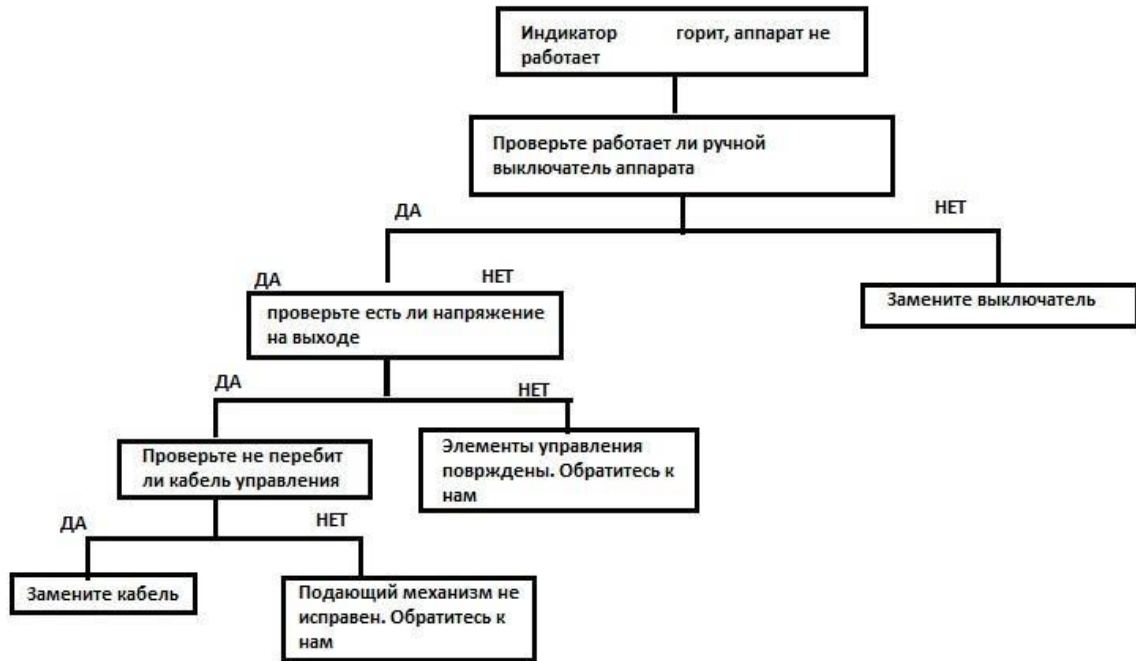 Индикатор горит, аппарат не
работает
Проверьте работает ли ручной
выключатель аппарата
ДА
НЕТ
ДА
НЕТ
проверьте есть ли напряжение
на выходе
Замените выключатель
ДА
НЕТ
Проверьте не перебит
ли кабель управления
Элементы управления
поврждены. Обратитесь к
нам
ДА
НЕТ
Замените кабель
Подающий механизм не
исправен. Обратитесь к
нам